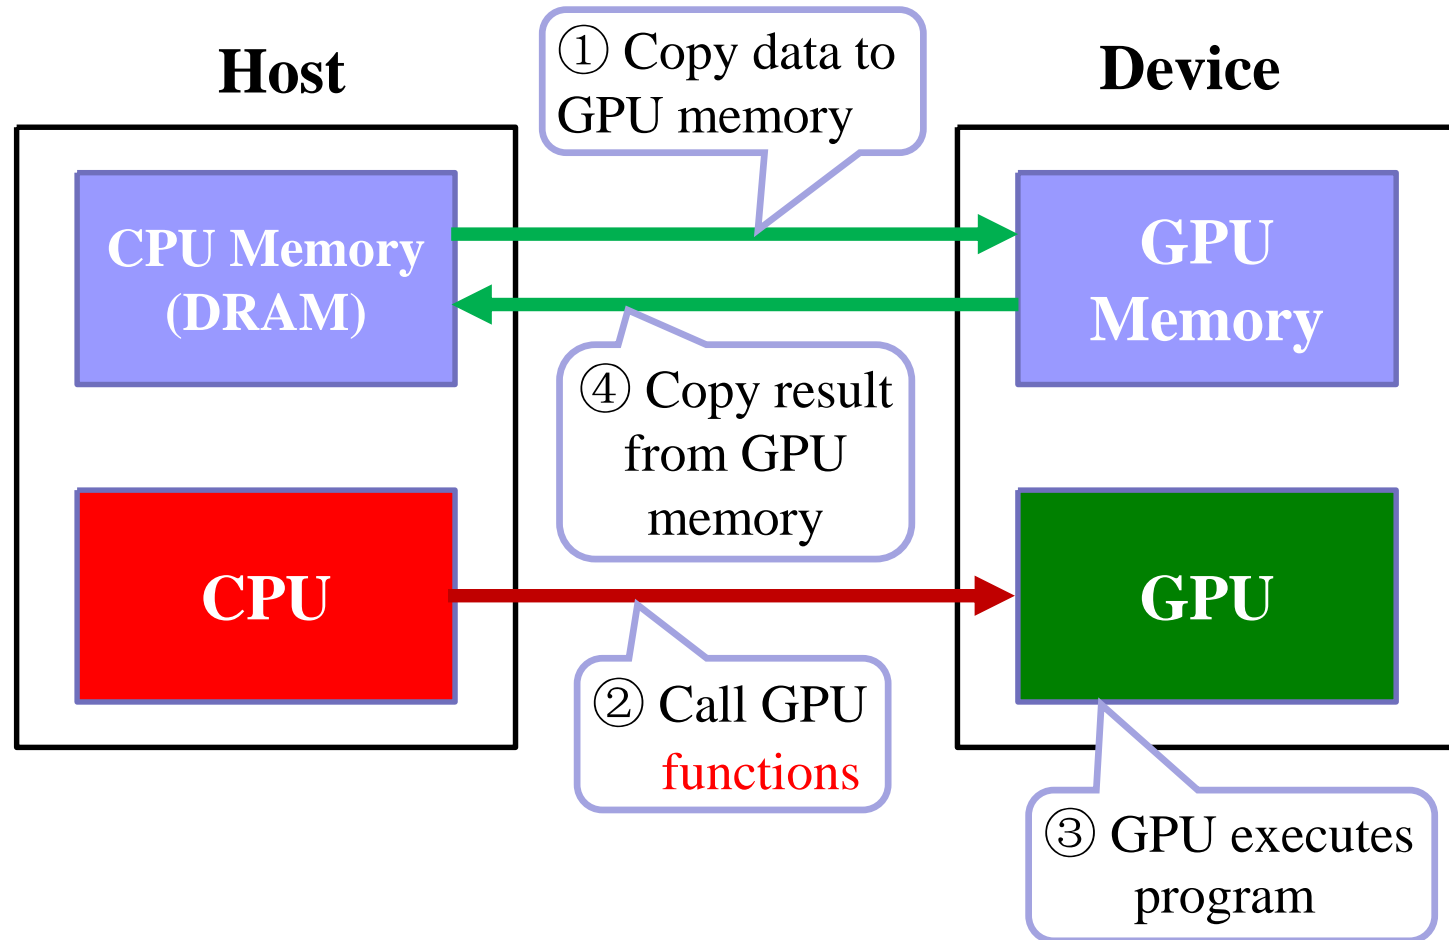 Host
① Copy data to
GPU memory
Device
CPU Memory
(DRAM)
GPU
Memory
④ Copy result
from GPU
memory
CPU
GPU
② Call GPU
functions
③ GPU executes
program